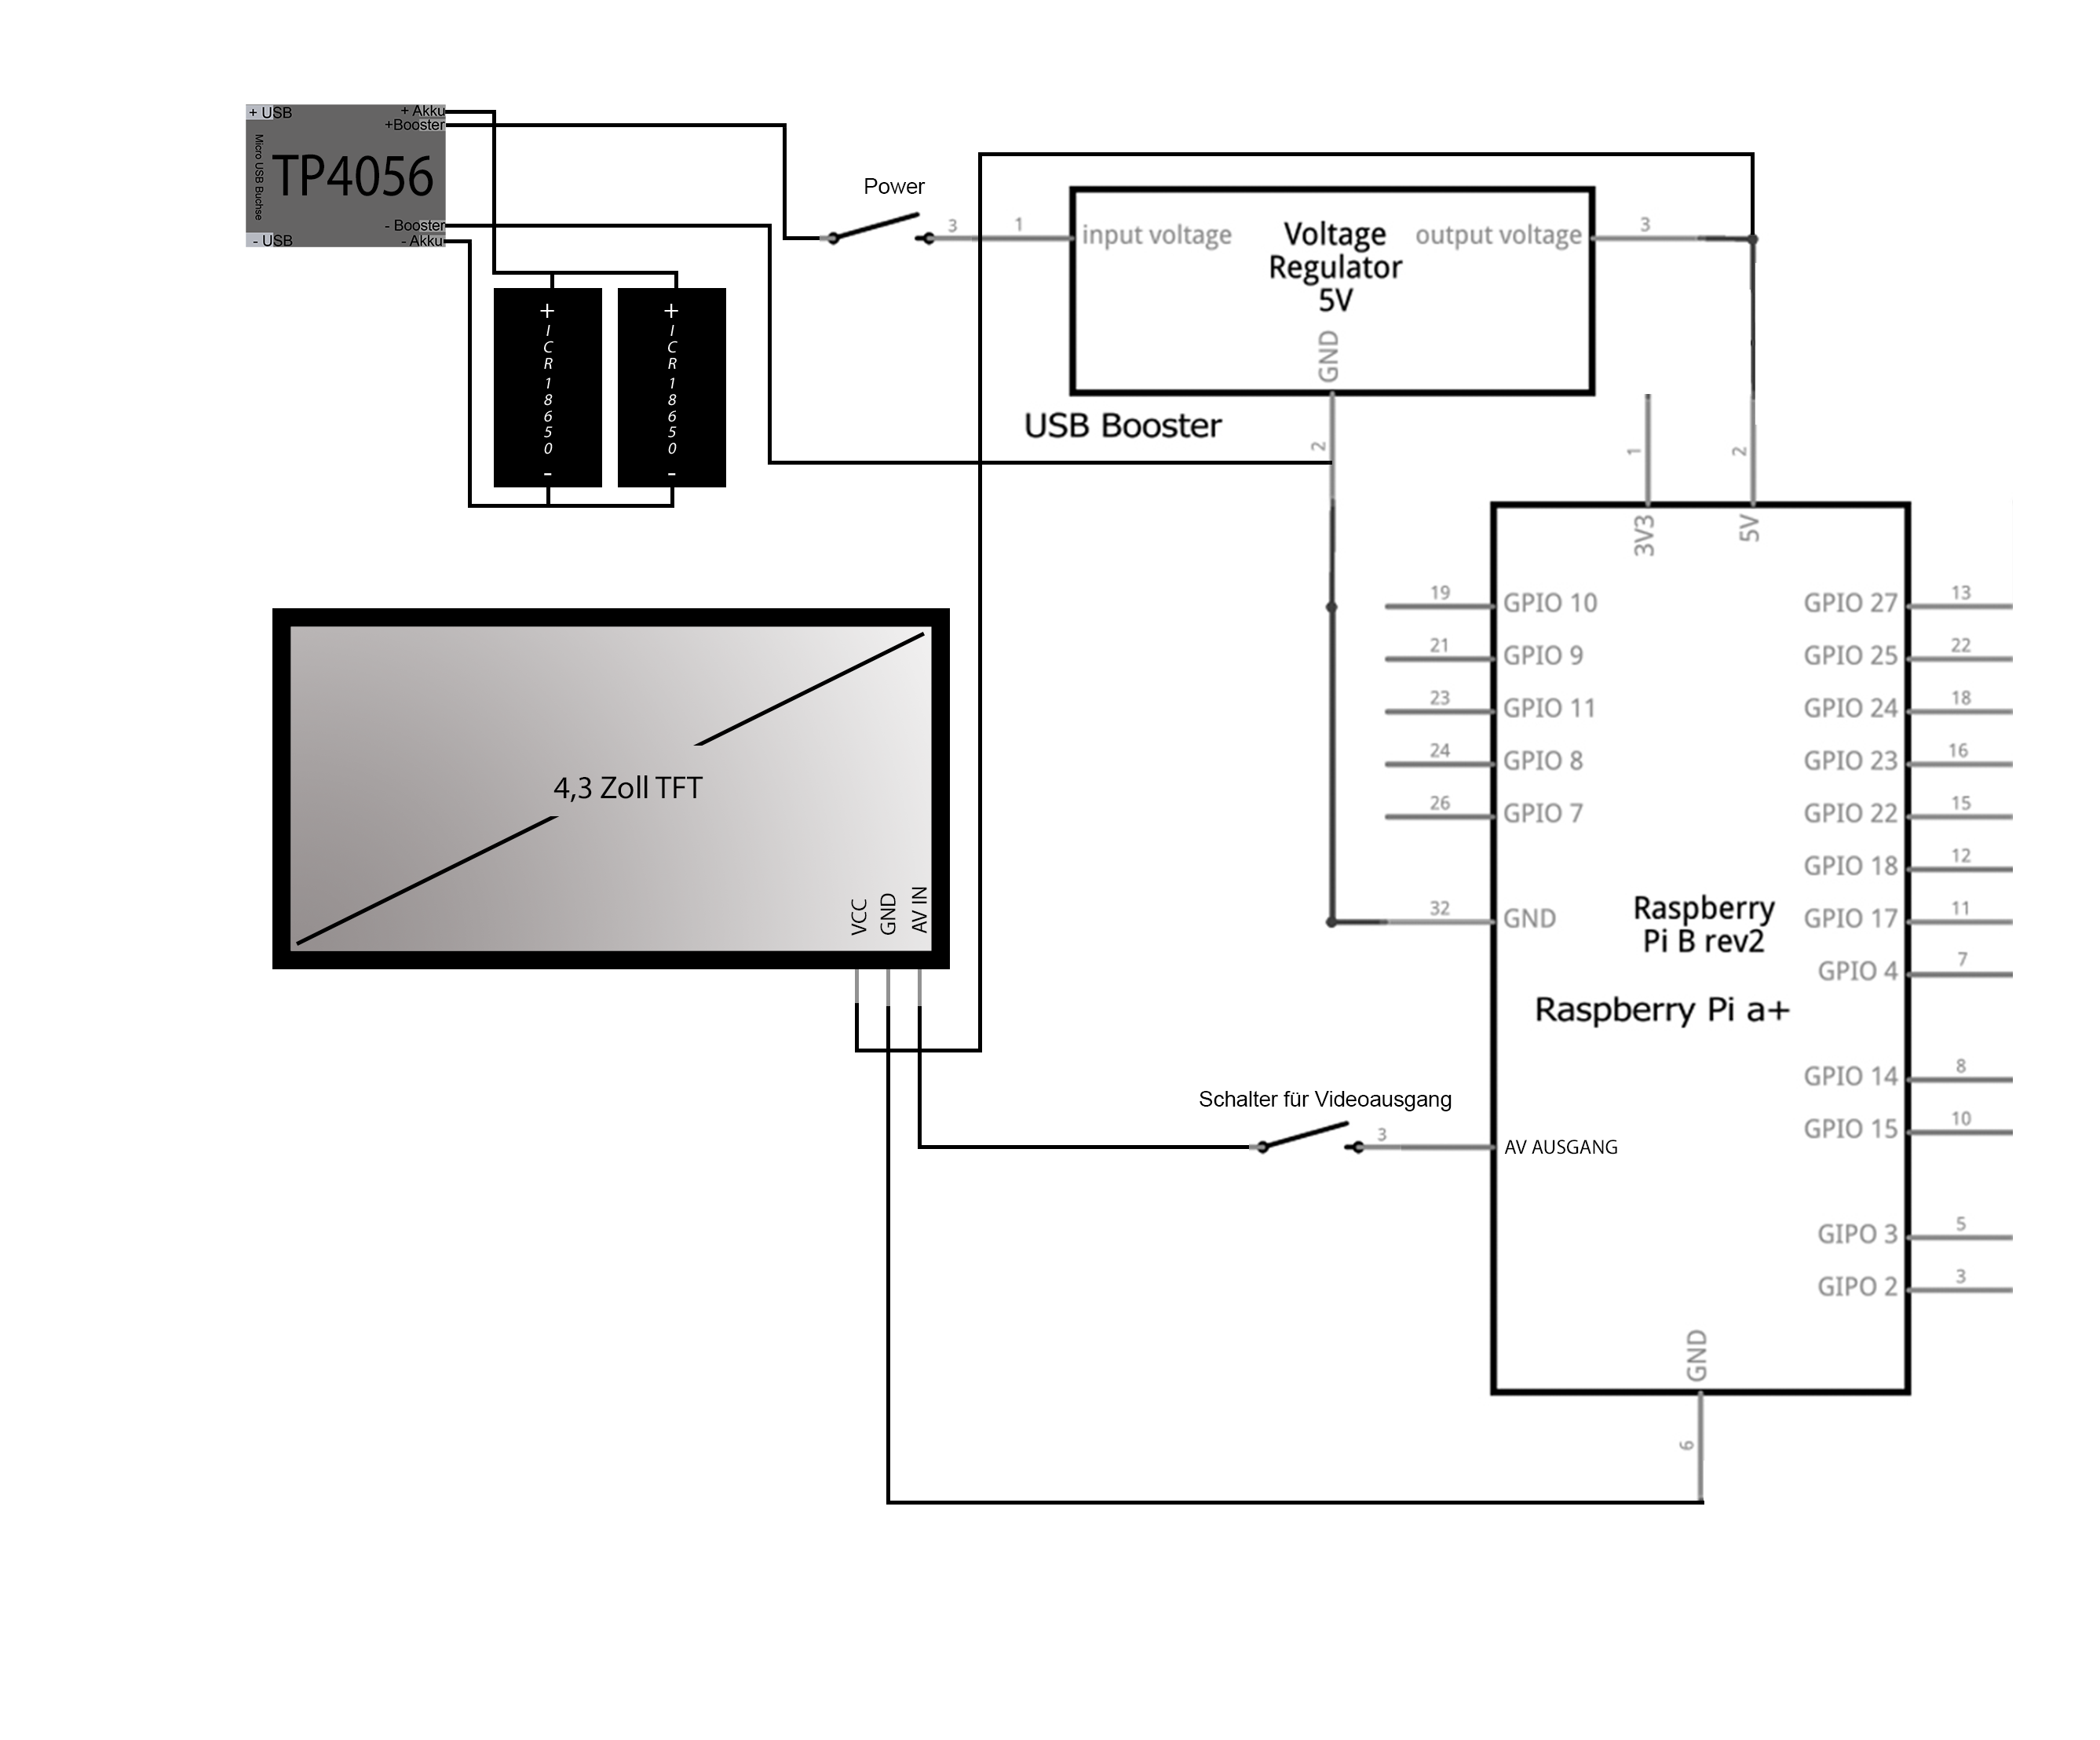 + USB
+ Akku
+Booster
Micro USB Buchse
TP4056
- Booster
- USB
- Akku
Power
3
1
input voltage
Voltage
Regulator
5V
output voltage
3
GND
2
USB Booster
+
ICR18650
-
+
ICR18650
-
1
2
3V3
5V
19
GPIO 10
21
GPIO 9
23
GPIO 11
24
GPIO 8
26
GPIO 7
32
GND
GPIO 27
13
GPIO 25
22
GPIO 24
18
GPIO 23
16
GPIO 22
15
GPIO 18
12
GPIO 17
11
GPIO 4
7
Raspberry
Pi B rev2
Raspberry Pi a+
GPIO 14
8
GPIO 15
10
GIPO 3
5
GIPO 2
3
GND
6
4,3 Zoll TFT
VCC
GND
AV IN
Schalter für Videoausgang
3
AV AUSGANG